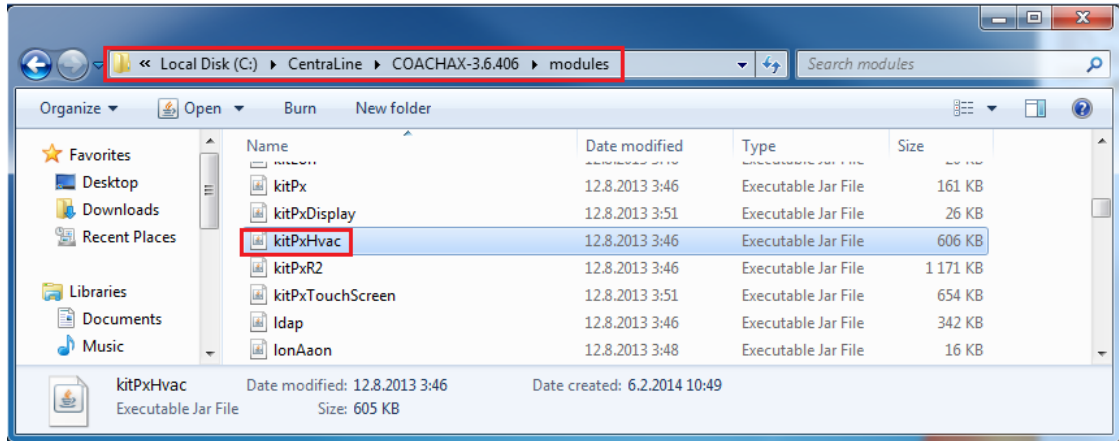 « Local Disk (C:) ▸ CentraLine ▸ COACHAX-3.6.406 ▸ modules Search modules
Organize Open Burn New folder
Name Date modified Type Size
Favorites
Desktop kitPx 12.8.2013 3:46 Executable Jar File 161 KB
Downloads kitPxDisplay 12.8.2013 3:51 Executable Jar File 26 KB
Recent Places kitPxHvac 12.8.2013 3:46 Executable Jar File 606 KB
kitPxR2 12.8.2013 3:46 Executable Jar File 1 171 KB
Libraries kitPxTouchScreen 12.8.2013 3:51 Executable Jar File 654 KB
Documents ldap 12.8.2013 3:46 Executable Jar File 342 KB
Music lonAaon 12.8.2013 3:48 Executable Jar File 16 KB
kitPxHvac Date modified: 12.8.2013 3:46 Date created: 6.2.2014 10:49
Executable Jar File Size: 605 KB